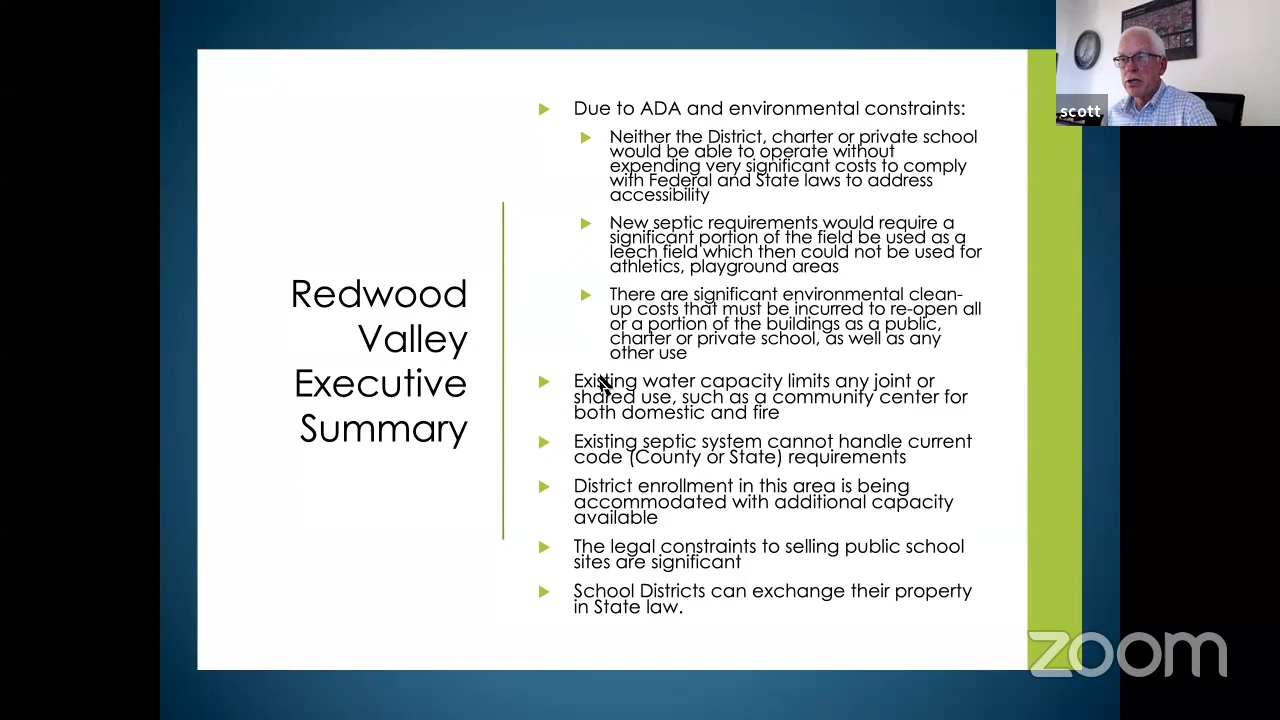 scott
Redwood
Valley
Executive
Summary
Due to ADA and environmental constraints:
Neither the District, charter or private school
would be able to operate without
expending very significant costs to comply
with Federal and State laws to address
accessibility
New septic requirements would require a
significant portion of the field be used as a
leech field which then could not be used for
athletics, playground areas
There are significant environmental clean-
up costs that must be incurred to re-open all
or a portion of the buildings as a public,
charter or private school, as well as any
other use
Existing water capacity limits any joint or
shared use, such as a community center for
both domestic and fire
Existing septic system cannot handle current
code (County or State) requirements
District enrollment in this area is being
accommodated with additional capacity
available
The legal constraints to selling public school
sites are significant
School Districts can exchange their property
in State law.
zoom